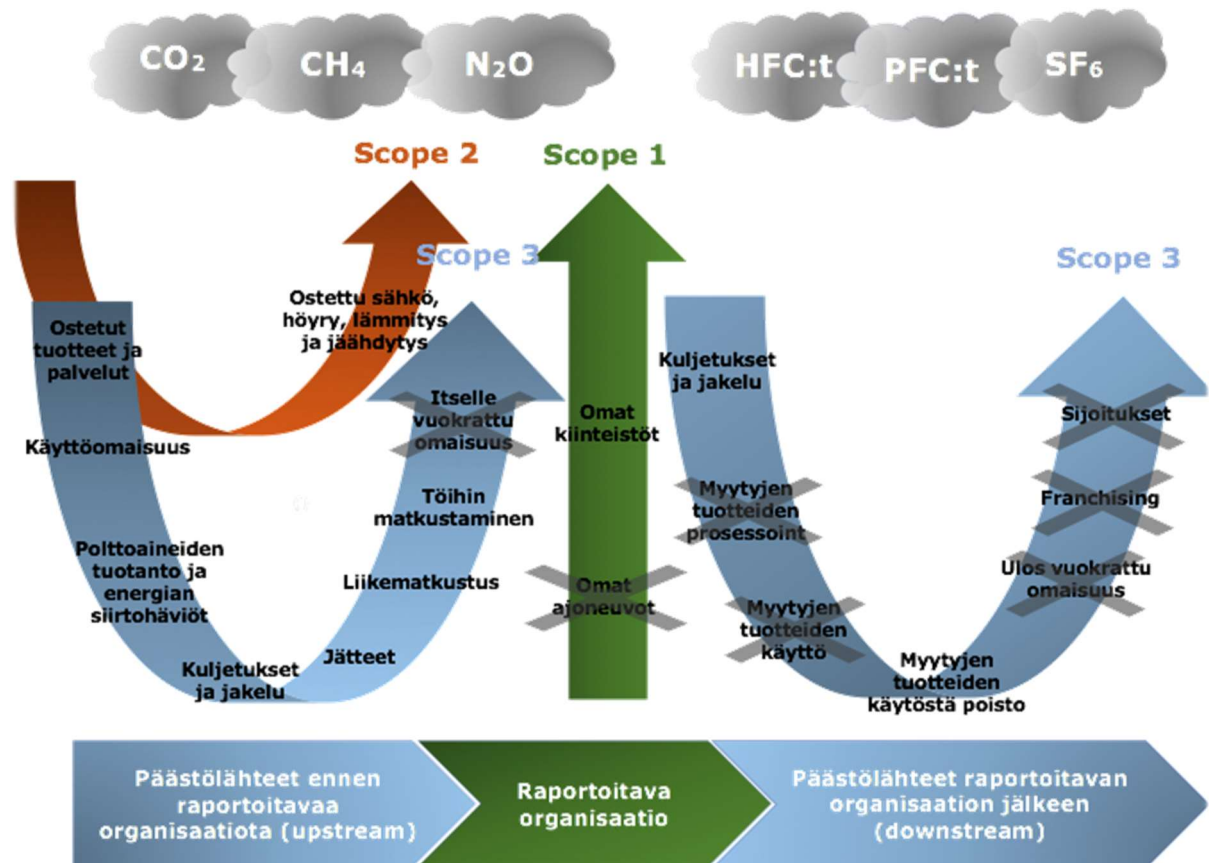 CO₂
CH₄
N₂O
HFC:t
PFC:t
SF₆
Scope 2
Scope 1
Scope 3
Scope 3
Ostettu sähkö,
höyry, lämmitys
ja jäähdytys
Ostetut
tuotteet ja
palvelut
Käyttöomaisuus
Polttoaineiden
tuotanto ja
energian
siirtohäviöt
Kuljetukset
ja jakelu
Jätteet
Liikematkustus
Töihin
matkustaminen
Itselle
vuokrattu
omaisuus
Omat
kiinteistöt
Omat
ajoneuvot
Kuljetukset
ja jakelu
Myytyjen
tuotteiden
prosessoint
Myytyjen
tuotteiden
käyttö
Myytyjen
tuotteiden
käytöstä poisto
Ulos vuokrattu
omaisuus
Franchising
Sijoitukset
Päästölähteet ennen
raportoitavaa
organisaatiota (upstream)
Raportoitava
organisaatio
Päästölähteet raportoitavan
organisaation jälkeen
(downstream)